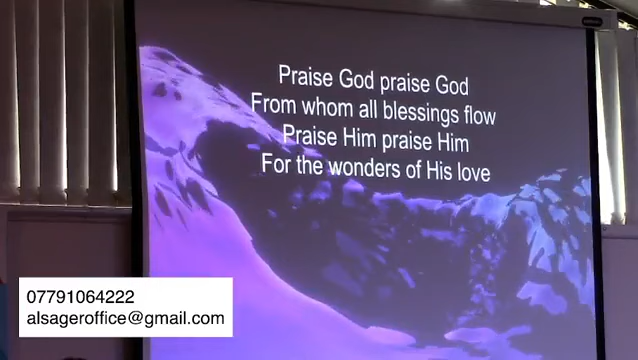 Praise God praise God
From whom all blessings flow
Praise Him praise Him
For the wonders of His love
07791064222
alsageroffice@gmail.com